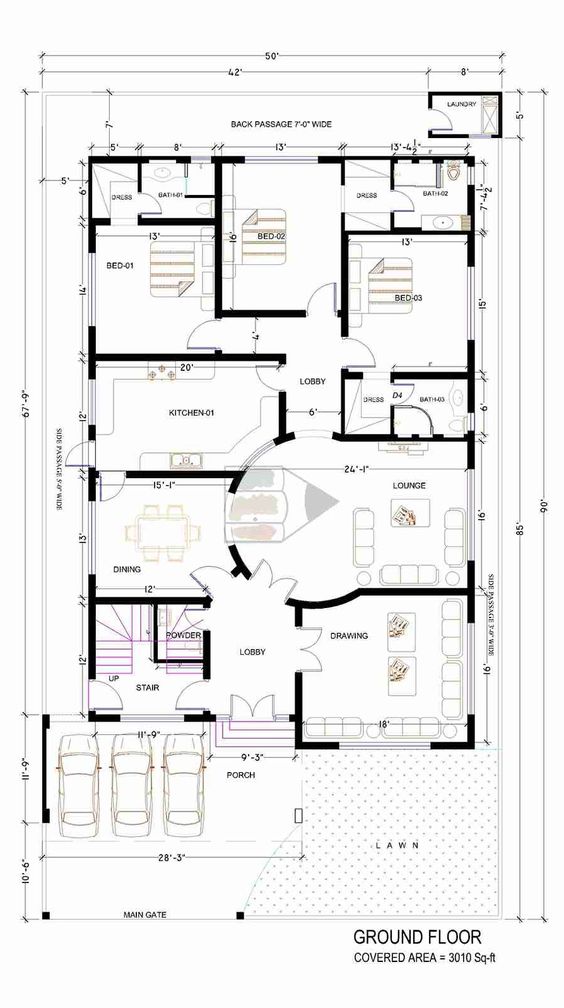 50'
42'
8'
LAUNDRY
5'
BACK PASSAGE 7'-0" WIDE
7'
5'
5'
8'
13'
13'-4½"
6'
DRESS
BATH-01
DRESS
BATH-02
7'-4½
13'
16'
BED-02
13'
BED-01
BED-03
14'
15'
4'
20'
LOBBY
DRESS
D4
BATH-03
6'
6'
12'
KITCHEN-01
67'-9"
SIDE PASSAGE 5'-0" WIDE
24'-1"
15'-1"
LOUNGE
16'
85'
90'
13'
DINING
12'
SIDE PASSAGE 3'-0" WIDE
POWDER
DRAWING
LOBBY
12'
16'
UP
STAIR
18'
11'-9"
9'-3"
11'-9"
PORCH
28'-3"
LAWN
10'-6"
MAIN GATE
GROUND FLOOR
COVERED AREA = 3010 Sq-ft